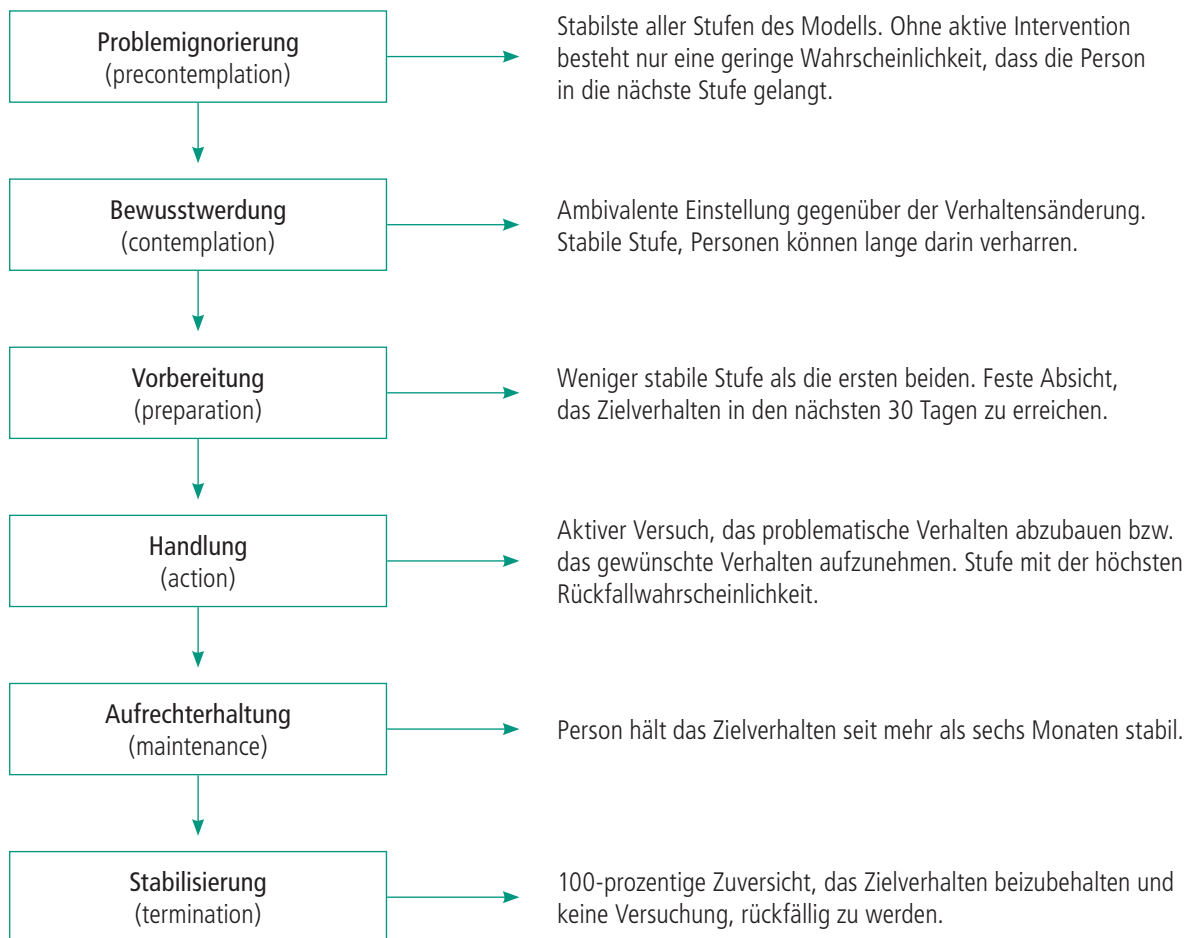 Problemignorierung
(precontemplation)
Stabilste aller Stufen des Modells. Ohne aktive Intervention
besteht nur eine geringe Wahrscheinlichkeit, dass die Person
in die nächste Stufe gelangt.
Bewusstwerdung
(contemplation)
Ambivalente Einstellung gegenüber der Verhaltensänderung.
Stabile Stufe, Personen können lange darin verharren.
Vorbereitung
(preparation)
Weniger stabile Stufe als die ersten beiden. Feste Absicht,
das Zielverhalten in den nächsten 30 Tagen zu erreichen.
Handlung
(action)
Aktiver Versuch, das problematische Verhalten abzubauen bzw.
das gewünschte Verhalten aufzunehmen. Stufe mit der höchsten
Rückfallwahrscheinlichkeit.
Aufrechterhaltung
(maintenance)
Person hält das Zielverhalten seit mehr als sechs Monaten stabil.
Stabilisierung
(termination)
100-prozentige Zuversicht, das Zielverhalten beizubehalten und
keine Versuchung, rückfällig zu werden.